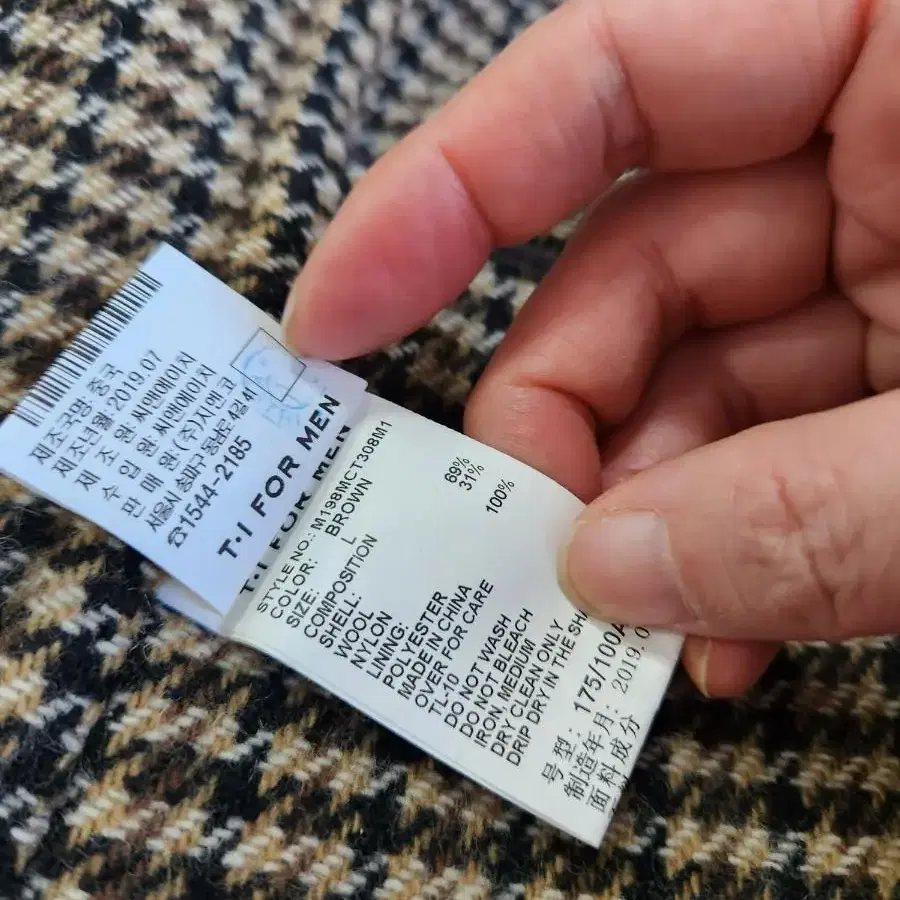 제조국명: 중국
제조년월: 2019.07
제 조 원: 씨앤에이치
수 입 원: 씨앤에이치
판 매 원: (주)지엔코
서울시 송파구 동남로 4길 41
☎1544-2185
T·I FOR MEN
T·I FOR MEN
STYLE NO.: M198MCT308M1
COLOR: BROWN
SIZE: L
COMPOSITION
SHELL:
WOOL 69%
NYLON 31%
LINING:
POLYESTER 100%
MADE IN CHINA
OVER FOR CARE
TL-10
DO NOT WASH
DO NOT BLEACH
IRON, MEDIUM
DRY CLEAN ONLY
DRIP DRY IN THE
号 型: 175/100A
制造年月: 2019.0
面料成分